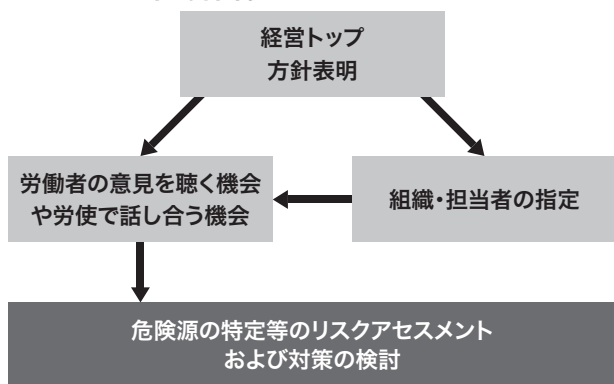 経営トップ
方針表明
労働者の意見を聴く機会
や労使で話し合う機会
組織・担当者の指定
危険源の特定等のリスクアセスメント
および対策の検討